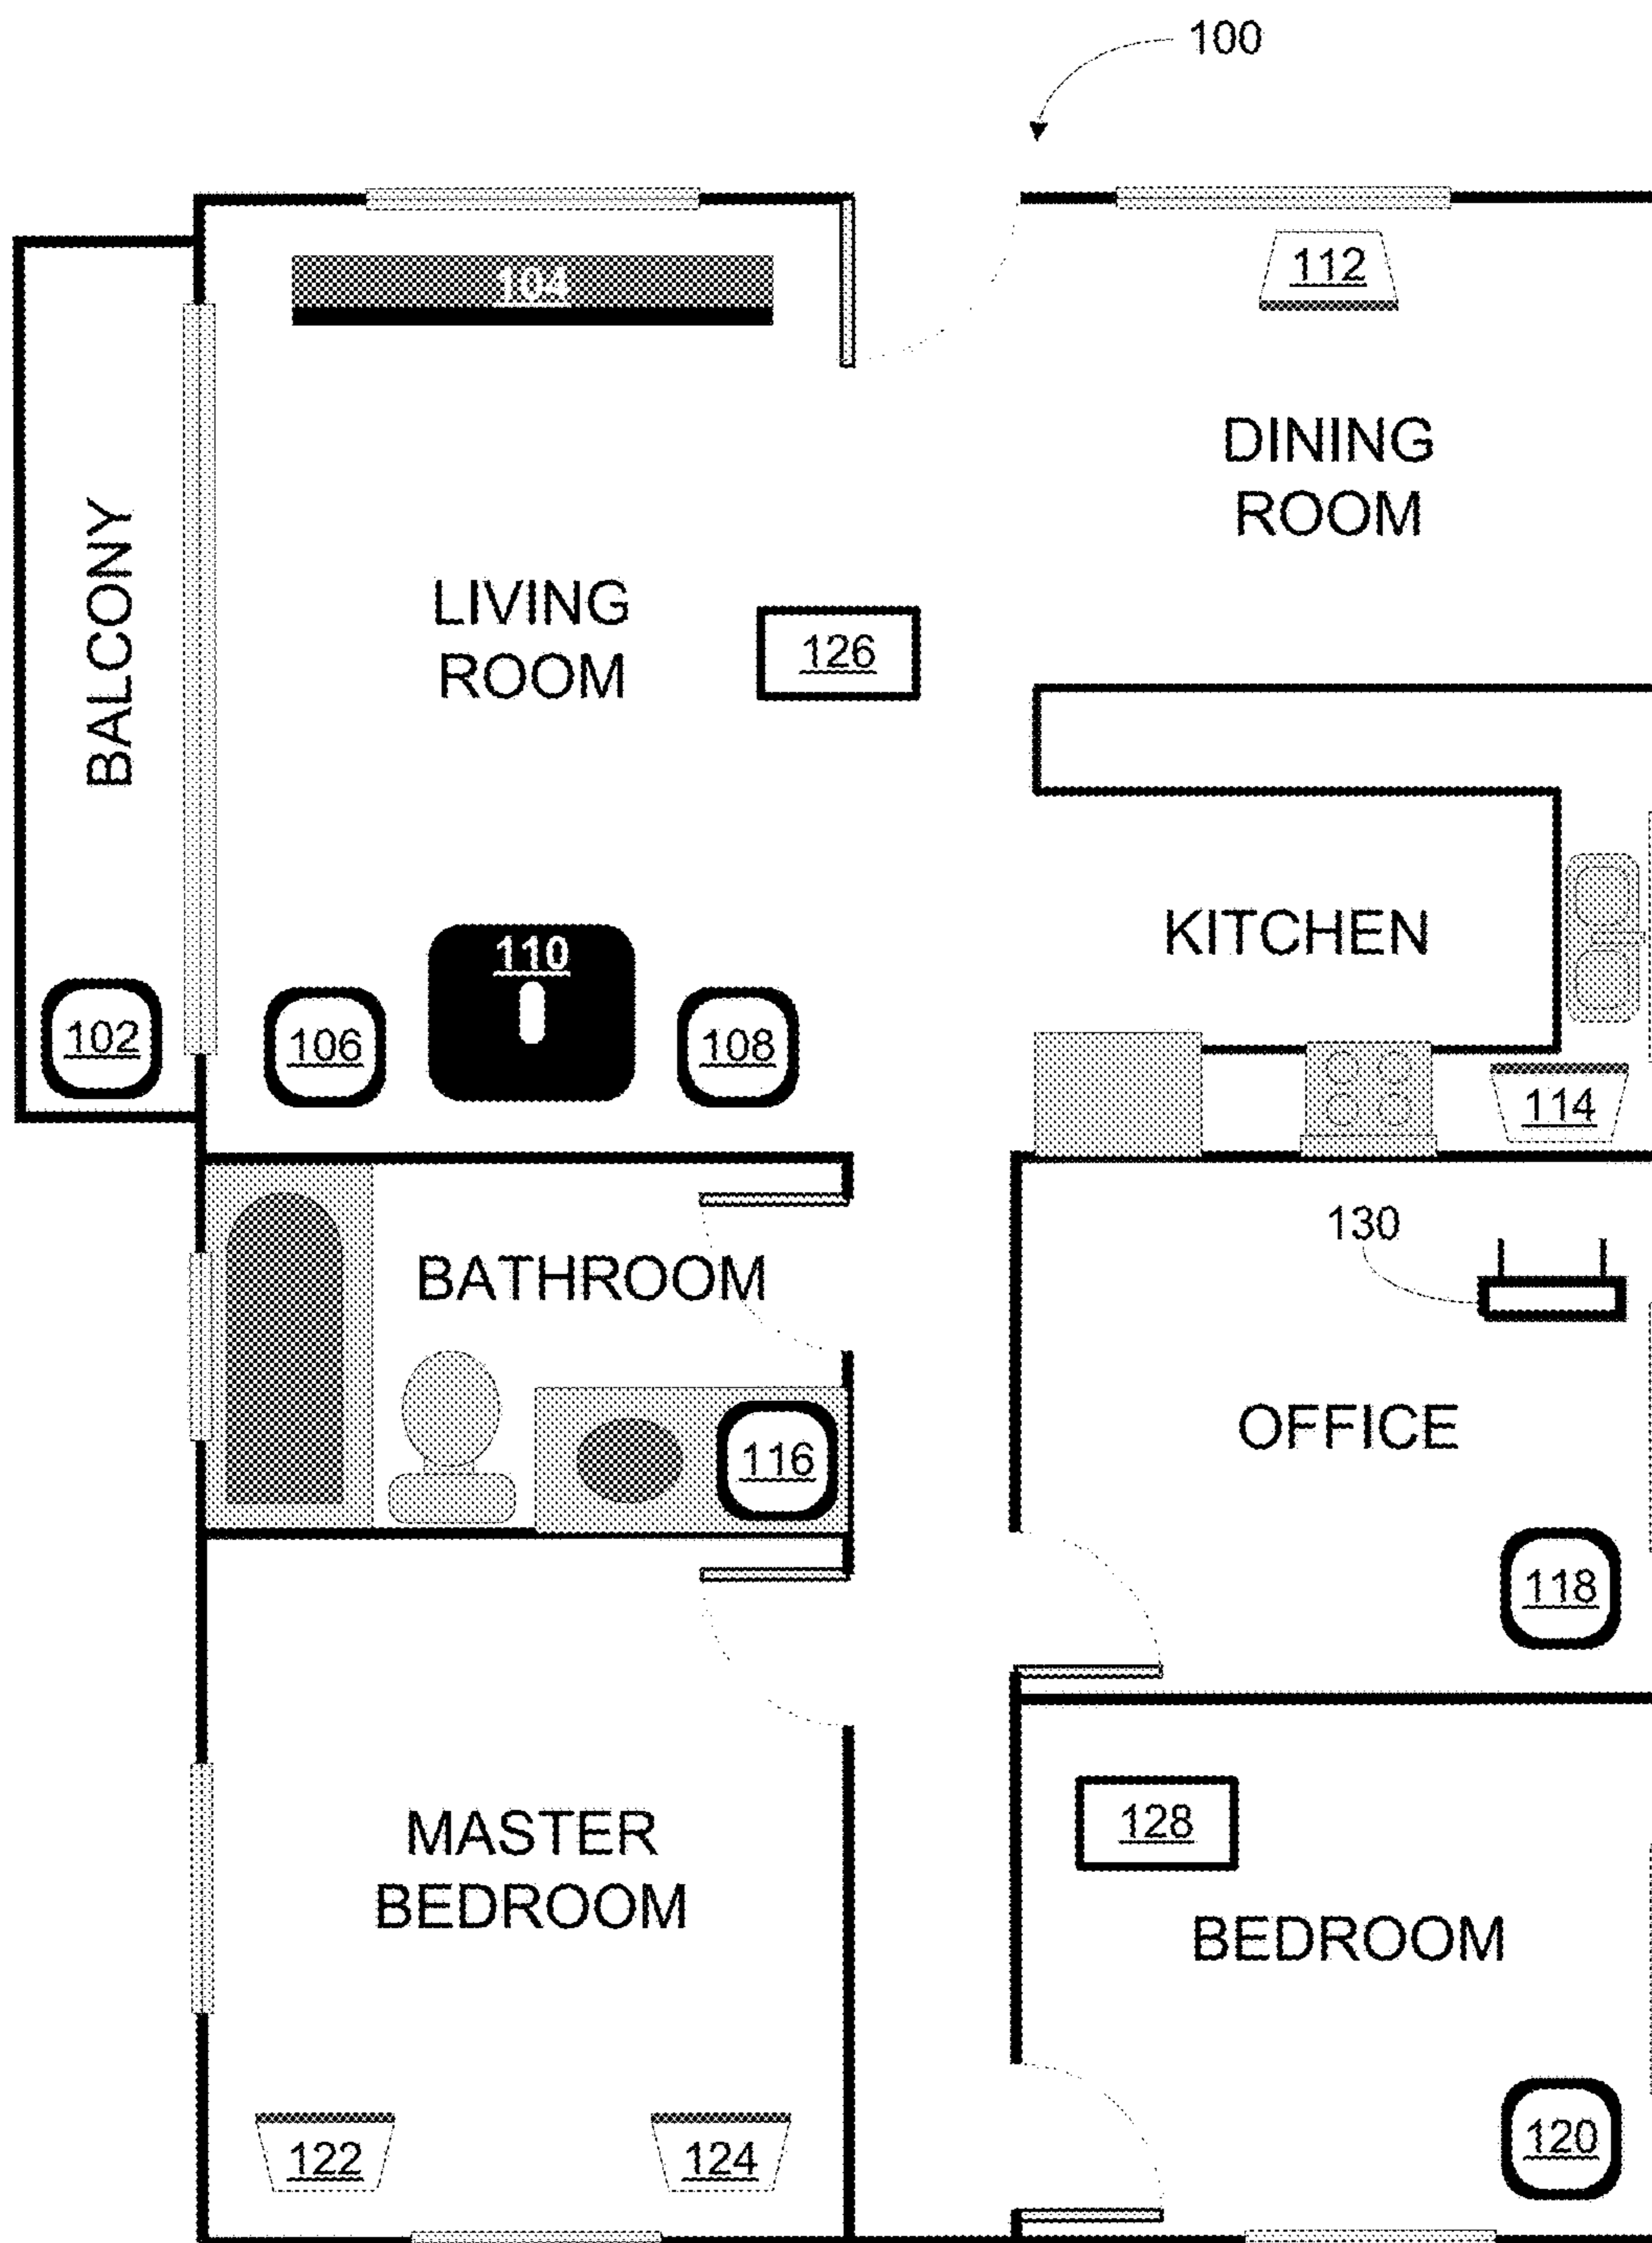 100
104
112
DINING
ROOM
BALCONY
LIVING
ROOM
126
KITCHEN
110
102
106
108
114
130
BATHROOM
OFFICE
116
118
128
MASTER
BEDROOM
BEDROOM
122
124
120